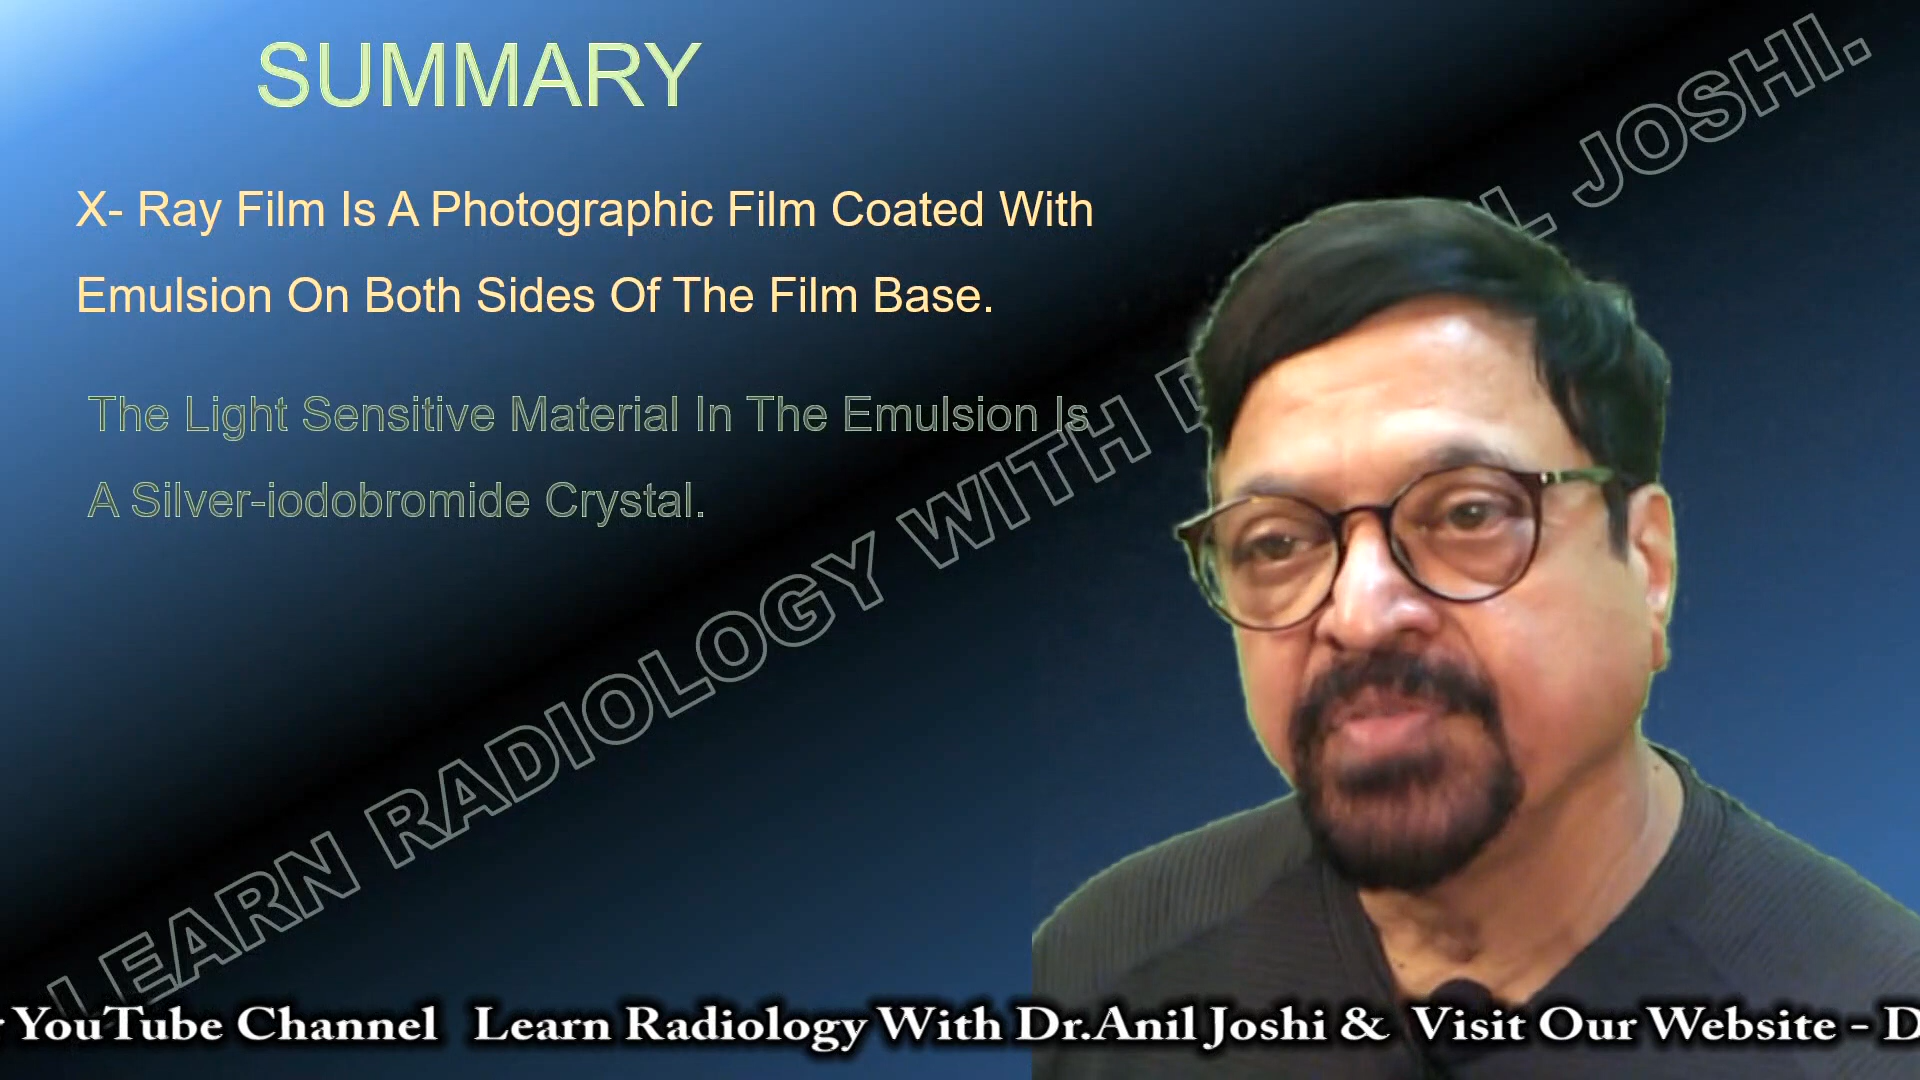 SUMMARY
X- Ray Film Is A Photographic Film Coated With
Emulsion On Both Sides Of The Film Base.
The Light Sensitive Material In The Emulsion Is
A Silver-iodobromide Crystal.
LEARN RADIOLOGY WITH JOSHI.
YouTube Channel Learn Radiology With Dr.Anil Joshi & Visit Our Website -